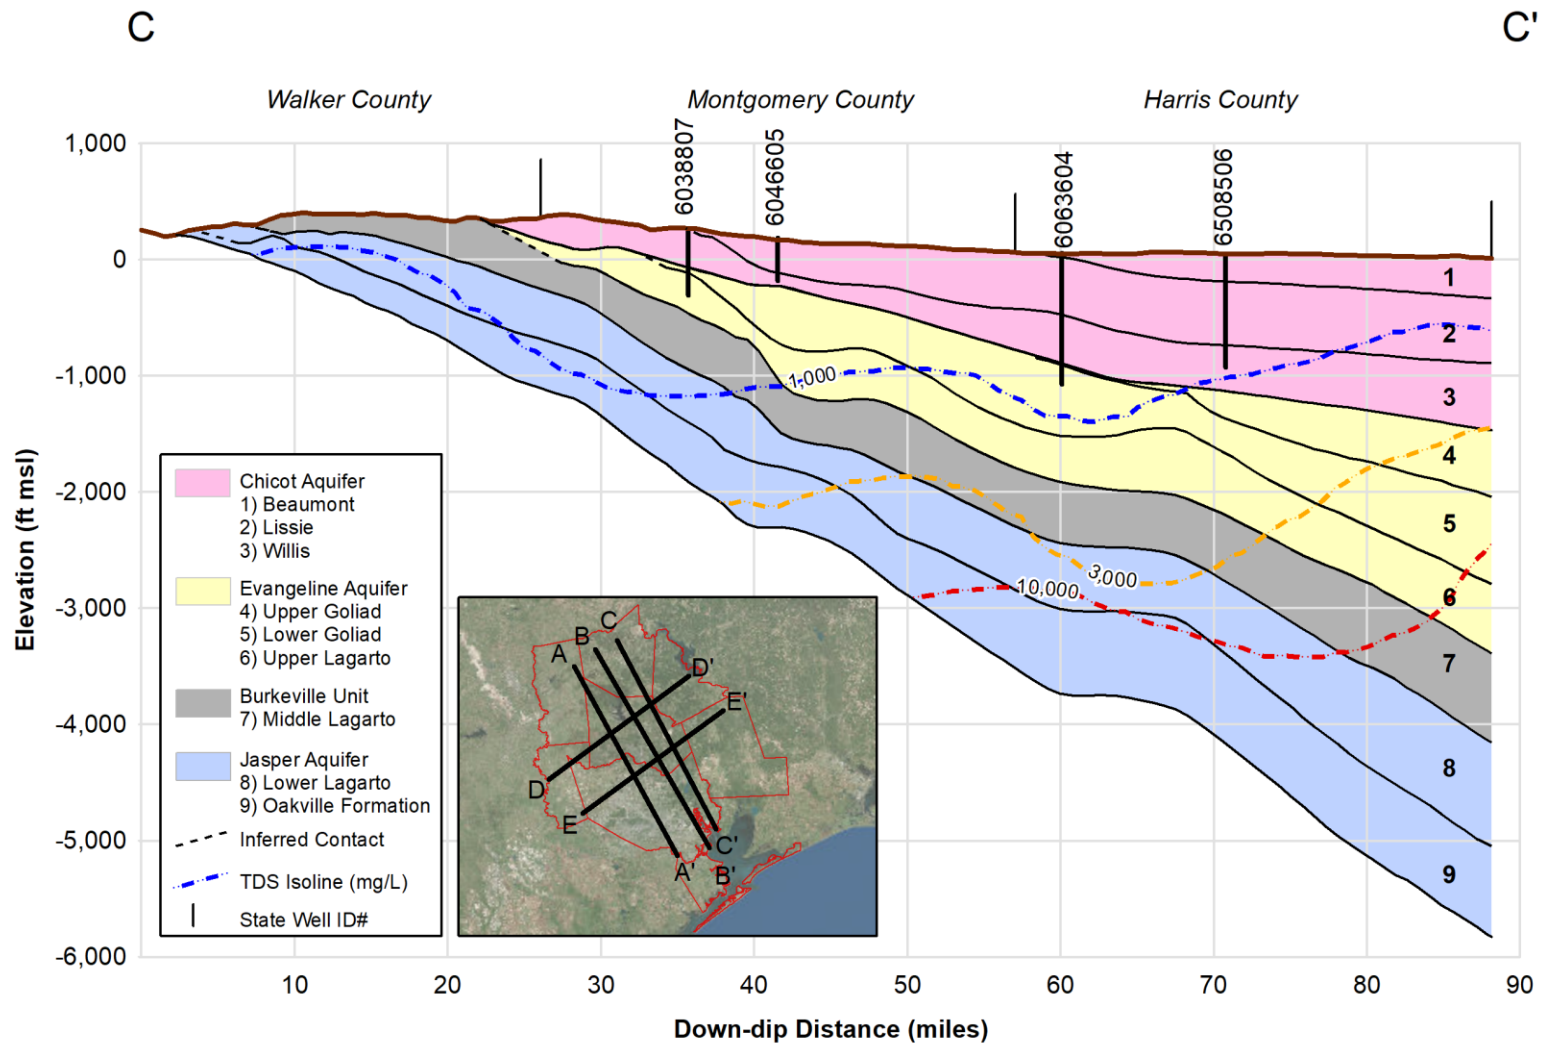 C
C'
Walker County
Montgomery County
Harris County
6038807
6046605
6063604
6508506
1,000
0
-1,000
-2,000
-3,000
-4,000
-5,000
-6,000
Elevation (ft msl)
1,000
3,000
10,000
1
2
3
4
5
6
7
8
9
Chicot Aquifer
1) Beaumont
2) Lissie
3) Willis
Evangeline Aquifer
4) Upper Goliad
5) Lower Goliad
6) Upper Lagarto
Burkeville Unit
7) Middle Lagarto
Jasper Aquifer
8) Lower Lagarto
9) Oakville Formation
Inferred Contact
TDS Isoline (mg/L)
State Well ID#
C
B
A
D'
E'
D
E
C'
A'
B'
10
20
30
40
50
60
70
80
90
Down-dip Distance (miles)